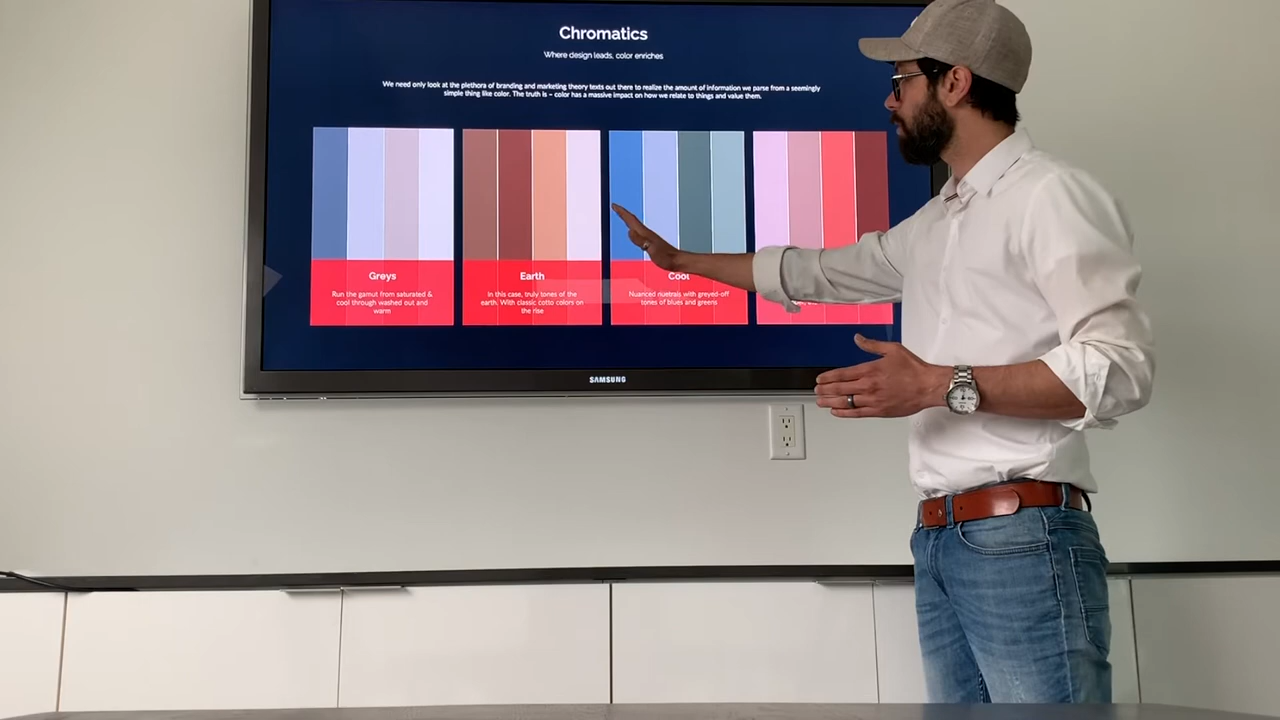 Chromatics
Where design leads, color enriches
We need only look at the plethora of branding and marketing theory texts out there to realize the amount of information we parse from a seemingly
simple thing like color. The truth is – color has a massive impact on how we relate to things and value them.
Greys
Run the gamut from saturated &
cool through washed out and
warm
Earth
In this case, truly tones of the
earth. With classic cotto colors on
the rise
Cool
Nuanced nuetrals with greyed-off
tones of blues and greens
SAMSUNG